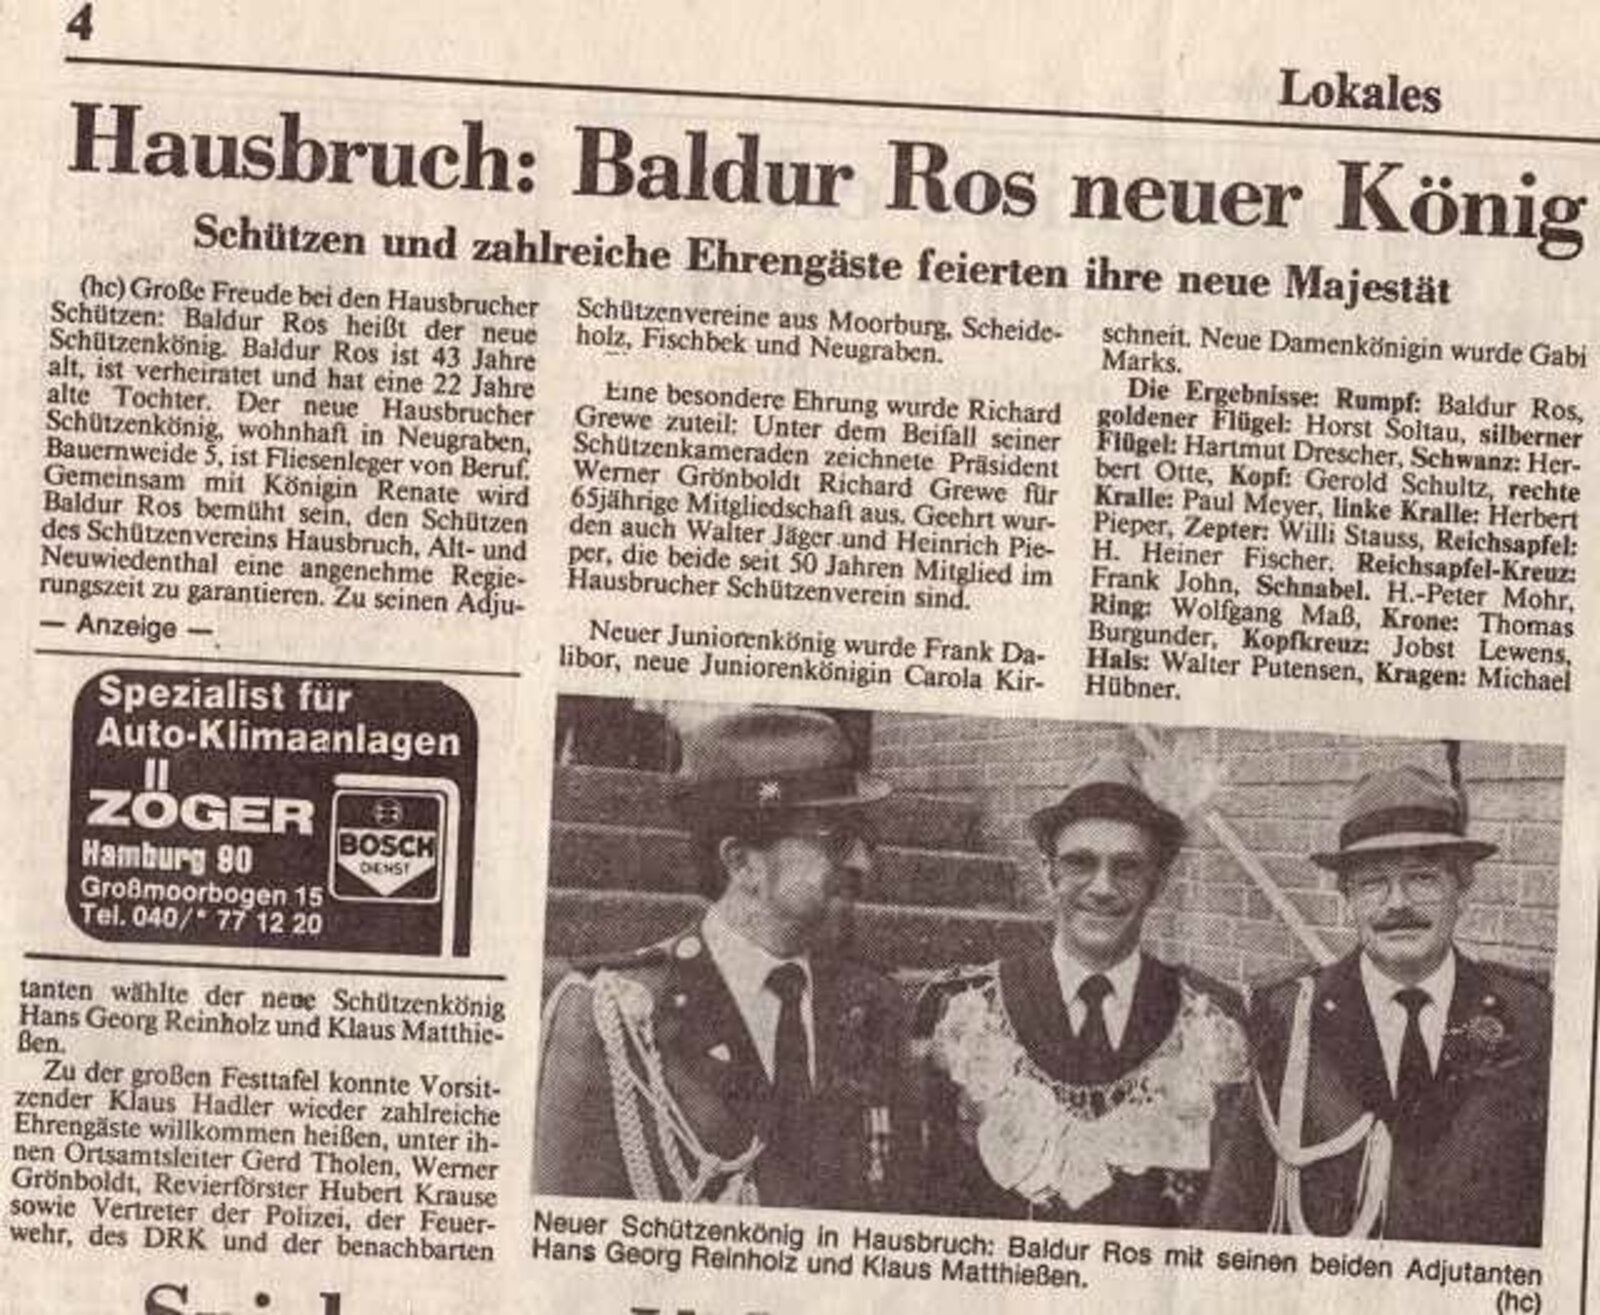 4
Lokales
Hausbruch: Baldur Ros neuer König
Schützen und zahlreiche Ehrengäste feierten ihre neue Majestät
(hc) Große Freude bei den Hausbrucher
Schützen: Baldur Ros heißt der neue
Schützenkönig. Baldur Ros ist 43 Jahre
alt, ist verheiratet und hat eine 22 Jahre
alte Tochter. Der neue Hausbrucher
Schützenkönig, wohnhaft in Neugraben,
Bauernweide 5, ist Fliesenleger von Beruf.
Gemeinsam mit Königin Renate wird
Baldur Ros bemüht sein, den Schützen
des Schützenvereins Hausbruch, Alt- und
Neuwiedenthal eine angenehme Regie-
rungszeit zu garantieren. Zu seinen Adju-
— Anzeige —
Spezialist für
Auto-Klimaanlagen
ZÖGER
Hamburg 90
Großmoorbogen 15
Tel. 040/* 77 12 20
BOSCH
DIENST
tanten wählte der neue Schützenkönig
Hans Georg Reinholz und Klaus Matthie-
ßen.
Zu der großen Festtafel konnte Vorsit-
zender Klaus Hadler wieder zahlreiche
Ehrengäste willkommen heißen, unter ih-
nen Ortsamtsleiter Gerd Tholen, Werner
Grönboldt, Revierförster Hubert Krause
sowie Vertreter der Polizei, der Feuer-
wehr, des DRK und der benachbarten
Schützenvereine aus Moorburg, Scheide-
holz, Fischbek und Neugraben.
Eine besondere Ehrung wurde Richard
Grewe zuteil: Unter dem Beifall seiner
Schützenkameraden zeichnete Präsident
Werner Grönboldt Richard Grewe für
65jährige Mitgliedschaft aus. Geehrt wur-
den auch Walter Jäger und Heinrich Pie-
per, die beide seit 50 Jahren Mitglied im
Hausbrucher Schützenverein sind.
Neuer Juniorenkönig wurde Frank Da-
libor, neue Juniorenkönigin Carola Kir-
schneit. Neue Damenkönigin wurde Gabi
Marks.
Die Ergebnisse: Rumpf: Baldur Ros,
goldener Flügel: Horst Soltau, silberner
Flügel: Hartmut Drescher, Schwanz: Her-
bert Otte, Kopf: Gerold Schultz, rechte
Kralle: Paul Meyer, linke Kralle: Herbert
Pieper, Zepter: Willi Stauss, Reichsapfel:
H. Heiner Fischer. Reichsapfel-Kreuz:
Frank John, Schnabel. H.-Peter Mohr,
Ring: Wolfgang Maß, Krone: Thomas
Burgunder, Kopfkreuz: Jobst Lewens,
Hals: Walter Putensen, Kragen: Michael
Hübner.
Neuer Schützenkönig in Hausbruch: Baldur Ros mit seinen beiden Adjutanten
Hans Georg Reinholz und Klaus Matthießen.
(hc)